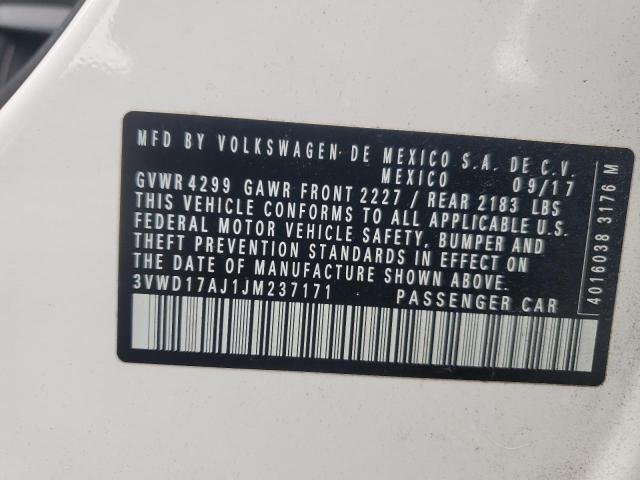 MFD BY VOLKSWAGEN DE MEXICO S.A. DE C.V.
MEXICO 09/17
GVWR 4299 GAWR FRONT 2227 / REAR 2183 LBS
THIS VEHICLE CONFORMS TO ALL APPLICABLE U.S.
FEDERAL MOTOR VEHICLE SAFETY, BUMPER AND
THEFT PREVENTION STANDARDS IN EFFECT ON
THE DATE OF MANUFACTURE SHOWN ABOVE.
3VWD17AJ1JM237171 PASSENGER CAR
4016038 3176 M